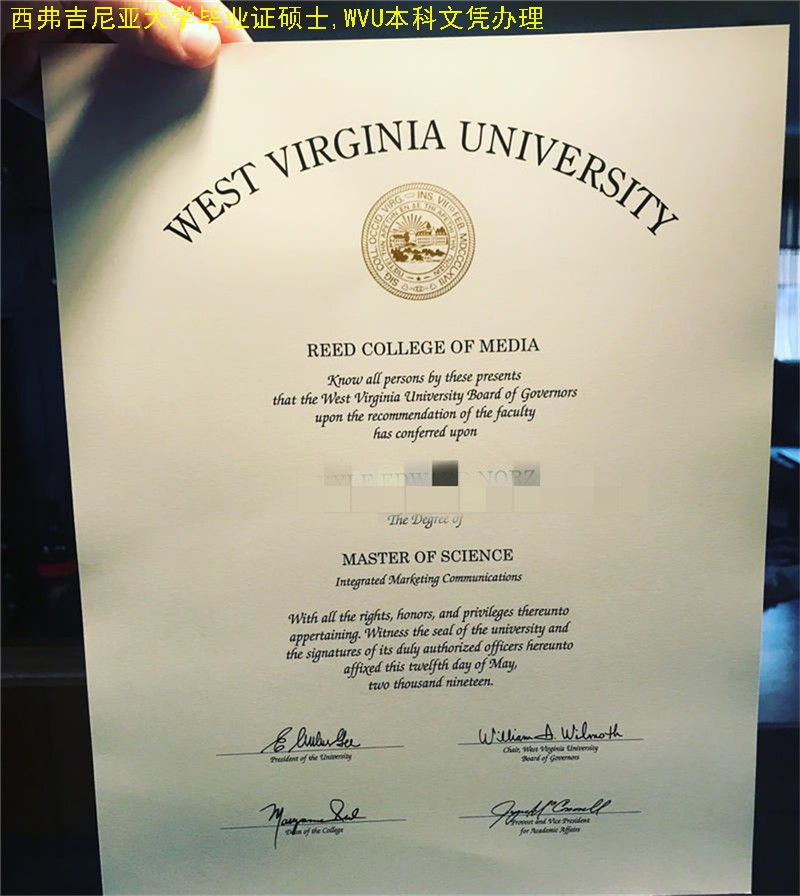 西弗吉尼亚大学毕业证硕士,WVU本科文凭办理
WEST VIRGINIA UNIVERSITY
REED COLLEGE OF MEDIA
Know all persons by these presents
that the West Virginia University Board of Governors
upon the recommendation of the faculty
has conferred upon
The Degree of
MASTER OF SCIENCE
Integrated Marketing Communications
With all the rights, honors, and privileges thereunto
appertaining. Witness the seal of the university and
the signatures of its duly authorized officers hereunto
affixed this twelfth day of May,
two thousand nineteen.
William D. Wilmoth
President of the University
Chair, West Virginia University
Board of Governors
Dean of the College
Provost and Vice President
for Academic Affairs